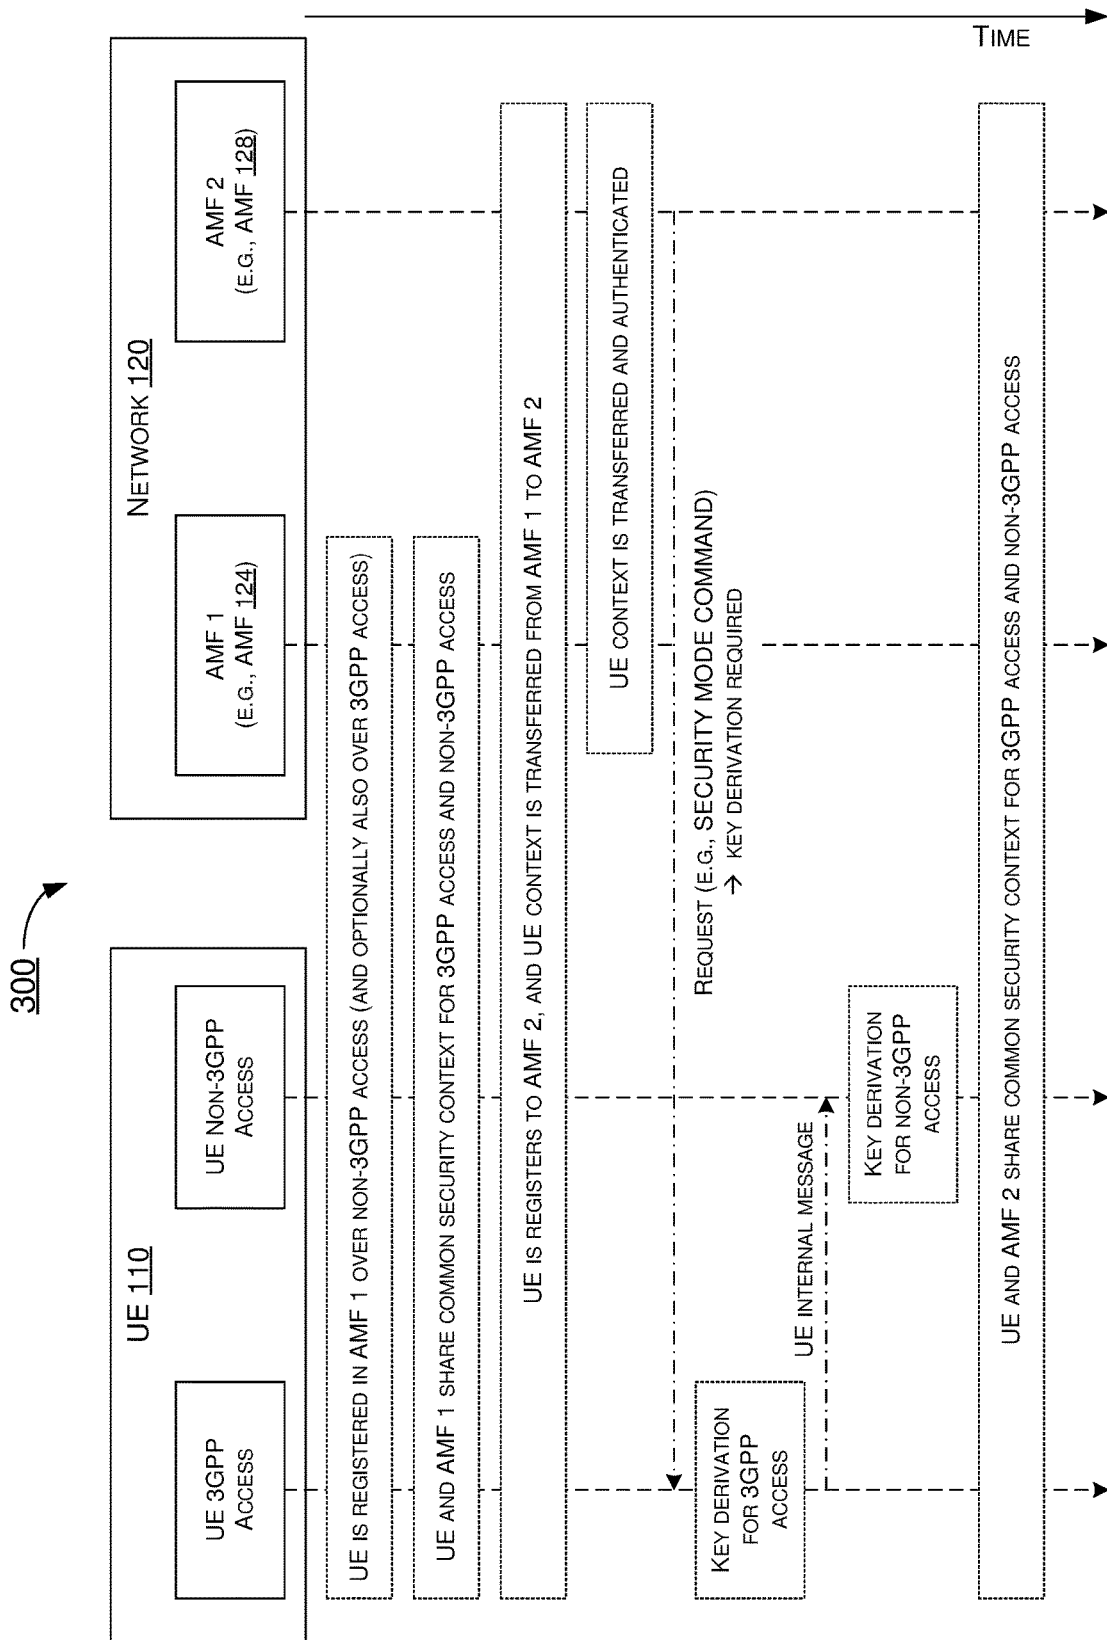 300
UE 110
NETWORK 120
UE 3GPP
ACCESS
UE NON-3GPP
ACCESS
AMF 1
(E.G., AMF 124)
AMF 2
(E.G., AMF 128)
TIME
UE IS REGISTERED IN AMF 1 OVER NON-3GPP ACCESS (AND OPTIONALLY ALSO OVER 3GPP ACCESS)
UE AND AMF 1 SHARE COMMON SECURITY CONTEXT FOR 3GPP ACCESS AND NON-3GPP ACCESS
UE IS REGISTERS TO AMF 2, AND UE CONTEXT IS TRANSFERRED FROM AMF 1 TO AMF 2
UE CONTEXT IS TRANSFERRED AND AUTHENTICATED
REQUEST (E.G., SECURITY MODE COMMAND)
→ KEY DERIVATION REQUIRED
KEY DERIVATION
FOR 3GPP
ACCESS
UE INTERNAL MESSAGE
KEY DERIVATION
FOR NON-3GPP
ACCESS
UE AND AMF 2 SHARE COMMON SECURITY CONTEXT FOR 3GPP ACCESS AND NON-3GPP ACCESS